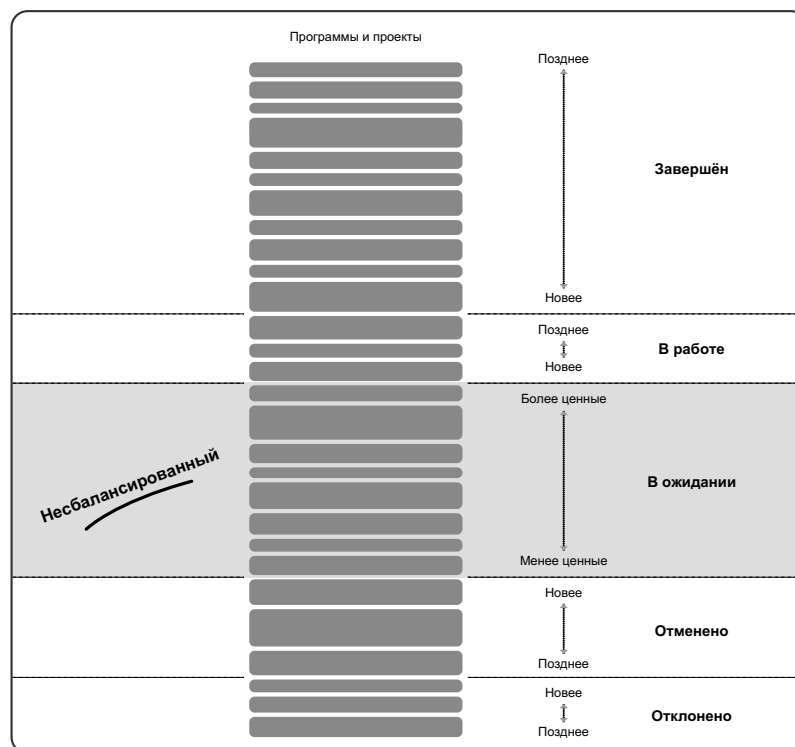 Программы и проекты
Позднее
Завершён
Новее
Позднее
В работе
Новее
Более ценные
Несбалансированный
В ожидании
Менее ценные
Новее
Отменено
Позднее
Новее
Отклонено
Позднее